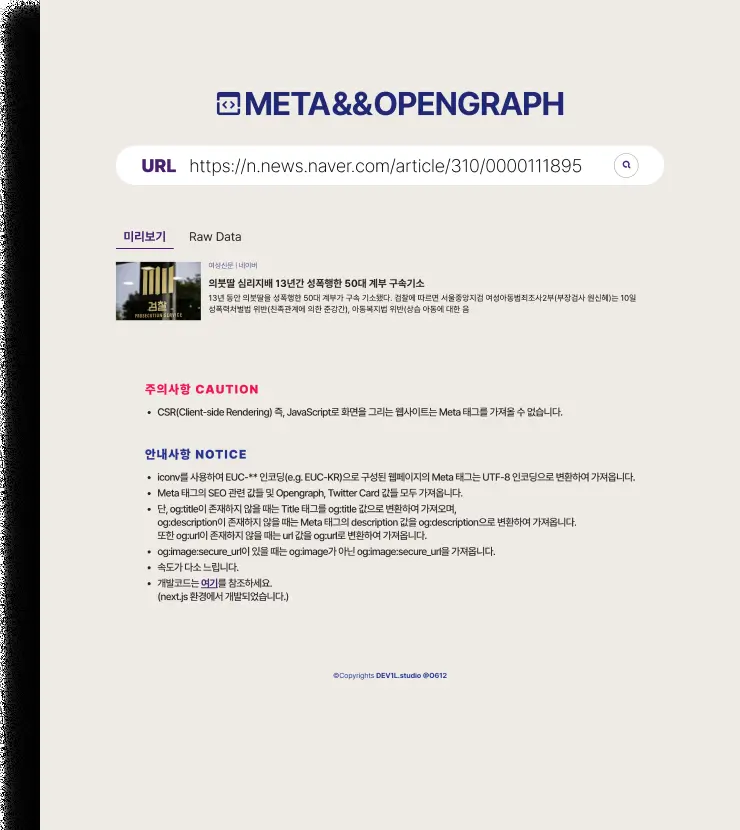 META&&OPENGRAPH
URL https://n.news.naver.com/article/310/0000111895
미리보기 Raw Data
여성신문 | 네이버
의붓딸 심리지배 13년간 성폭행한 50대 계부 구속기소
13년 동안 의붓딸을 성폭행한 50대 계부가 구속 기소됐다. 검찰에 따르면 서울중앙지검 여성아동범죄조사2부(부장검사 원신혜)는 10일
성폭력처벌법 위반(친족관계에 의한 준강간), 아동복지법 위반(상습 아동에 대한 음
검찰
PROSECUTION SERVICE
주의사항 CAUTION
• CSR(Client-side Rendering) 즉, JavaScript로 화면을 그리는 웹사이트는 Meta 태그를 가져올 수 없습니다.
안내사항 NOTICE
• iconv를 사용하여 EUC-** 인코딩(e.g. EUC-KR)으로 구성된 웹페이지의 Meta 태그는 UTF-8 인코딩으로 변환하여 가져옵니다.
• Meta 태그의 SEO 관련 값들 및 Opengraph, Twitter Card 값들 모두 가져옵니다.
• 단, og:title이 존재하지 않을 때는 Title 태그를 og:title 값으로 변환하여 가져오며,
og:description이 존재하지 않을 때는 Meta 태그의 description 값을 og:description으로 변환하여 가져옵니다.
또한 og:url이 존재하지 않을 때는 url 값을 og:url로 변환하여 가져옵니다.
• og:image:secure_url이 있을 때는 og:image가 아닌 og:image:secure_url을 가져옵니다.
• 속도가 다소 느립니다.
• 개발코드는 여기를 참조하세요.
(next.js 환경에서 개발되었습니다.)
©Copyrights DEV1L.studio @O612